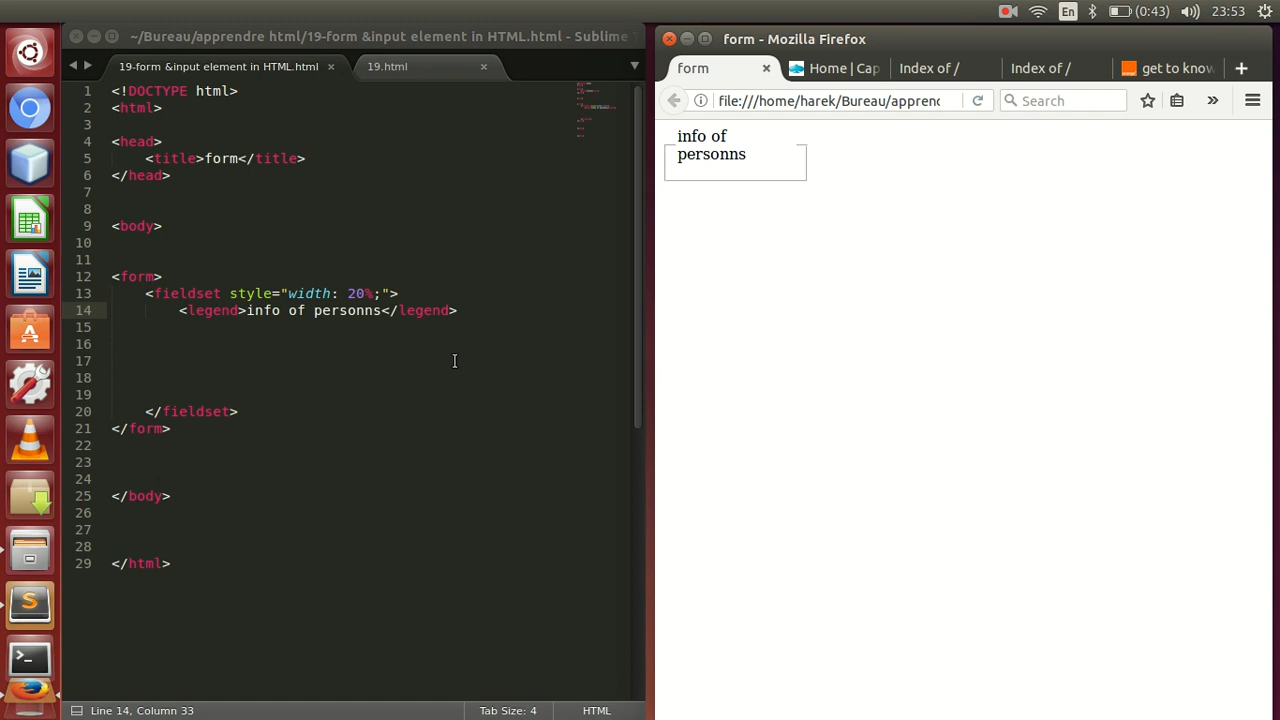 En
(0:43)
23:53
~/Bureau/apprendre html/19-form &input element in HTML.html - Sublime T
19-form &input element in HTML.html ×
19.html ×
1 <!DOCTYPE html>
2 <html>
3
4 <head>
5 <title>form</title>
6 </head>
7
8
9 <body>
10
11
12 <form>
13 <fieldset style="width: 20%;">
14 <legend>info of personns</legend>
15
16
17
18
19
20 </fieldset>
21 </form>
22
23
24
25 </body>
26
27
28
29 </html>
Line 14, Column 33
Tab Size: 4
HTML
form - Mozilla Firefox
form ×
Home | Cap
Index of /
Index of /
get to know
file:///home/harek/Bureau/apprenc
Search
info of
personns